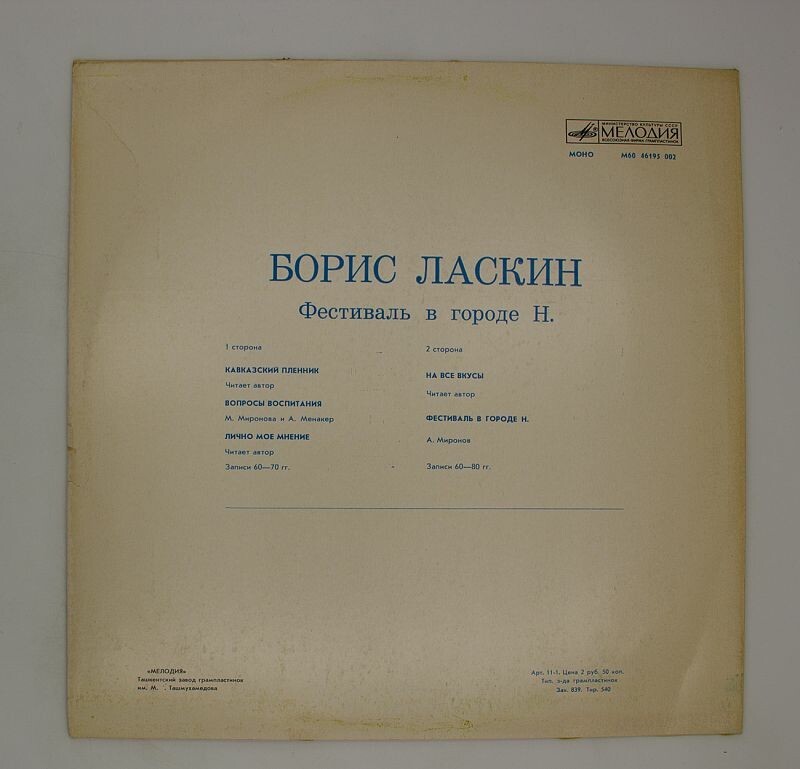 МИНИСТЕРСТВО КУЛЬТУРЫ СССР
МЕЛОДИЯ
ВСЕСОЮЗНАЯ ФИРМА ГРАМПЛАСТИНОК
МОНО М60 46195 002
БОРИС ЛАСКИН
Фестиваль в городе Н.
1 сторона
КАВКАЗСКИЙ ПЛЕННИК
Читает автор
ВОПРОСЫ ВОСПИТАНИЯ
М. Миронова и А. Менакер
ЛИЧНО МОЕ МНЕНИЕ
Читает автор
Записи 60—70 гг.
2 сторона
НА ВСЕ ВКУСЫ
Читает автор
ФЕСТИВАЛЬ В ГОРОДЕ Н.
А. Миронов
Записи 60—80 гг.
«МЕЛОДИЯ»
Ташкентский завод грампластинок
им. М. . Ташмухамедова
Арт. 11-1. Цена 2 руб. 50 коп.
Тип. з-да грампластинок
Зак. 839. Тир. 540